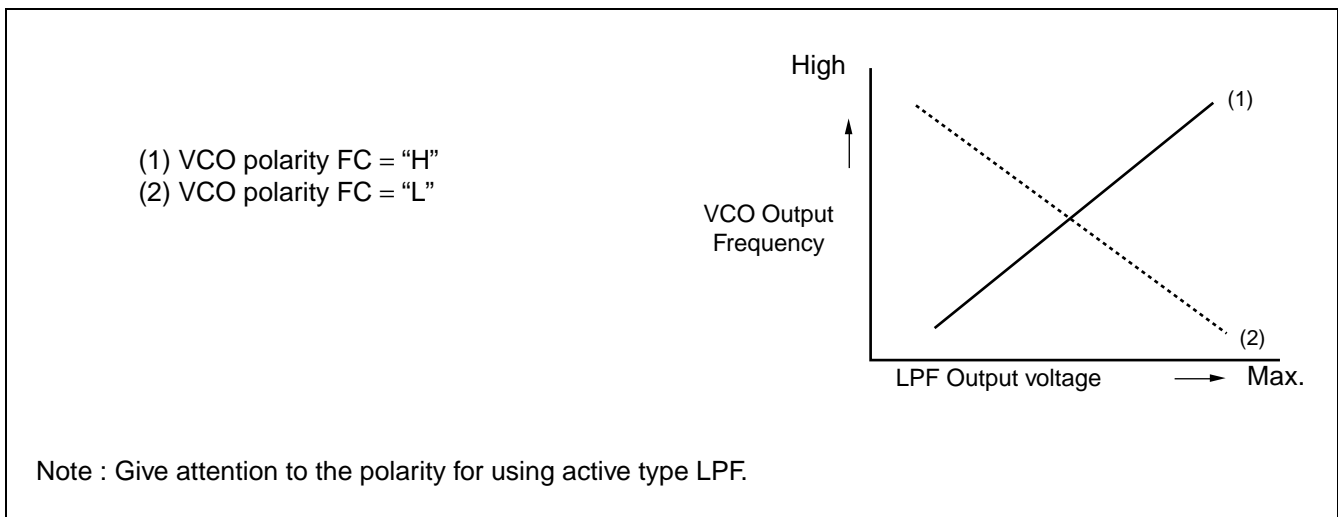 (1) VCO polarity FC = “H”
(2) VCO polarity FC = “L”
High
(1)
VCO Output
Frequency
(2)
LPF Output voltage
Max.
Note : Give attention to the polarity for using active type LPF.